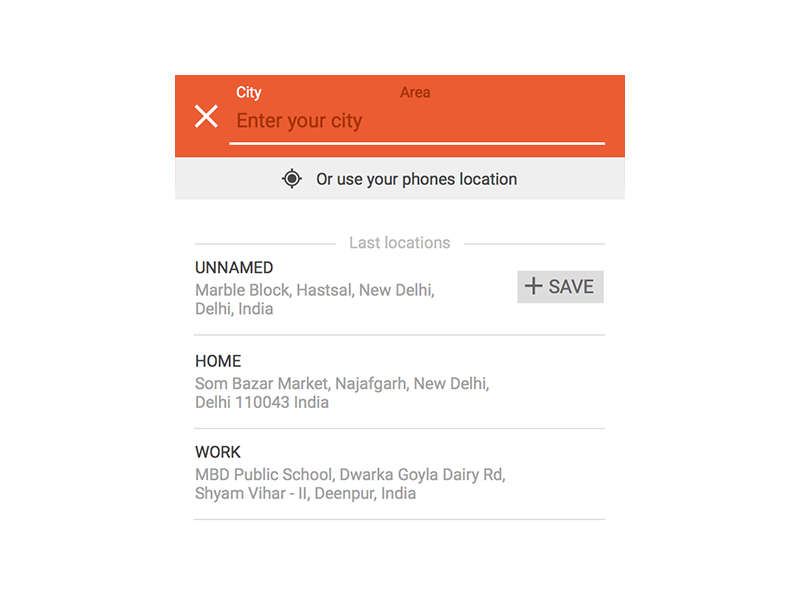 City Area
Enter your city
Or use your phones location
Last locations
UNNAMED
Marble Block, Hastsal, New Delhi,
Delhi, India
SAVE
HOME
Som Bazar Market, Najafgarh, New Delhi,
Delhi 110043 India
WORK
MBD Public School, Dwarka Goyla Dairy Rd,
Shyam Vihar - II, Deenpur, India